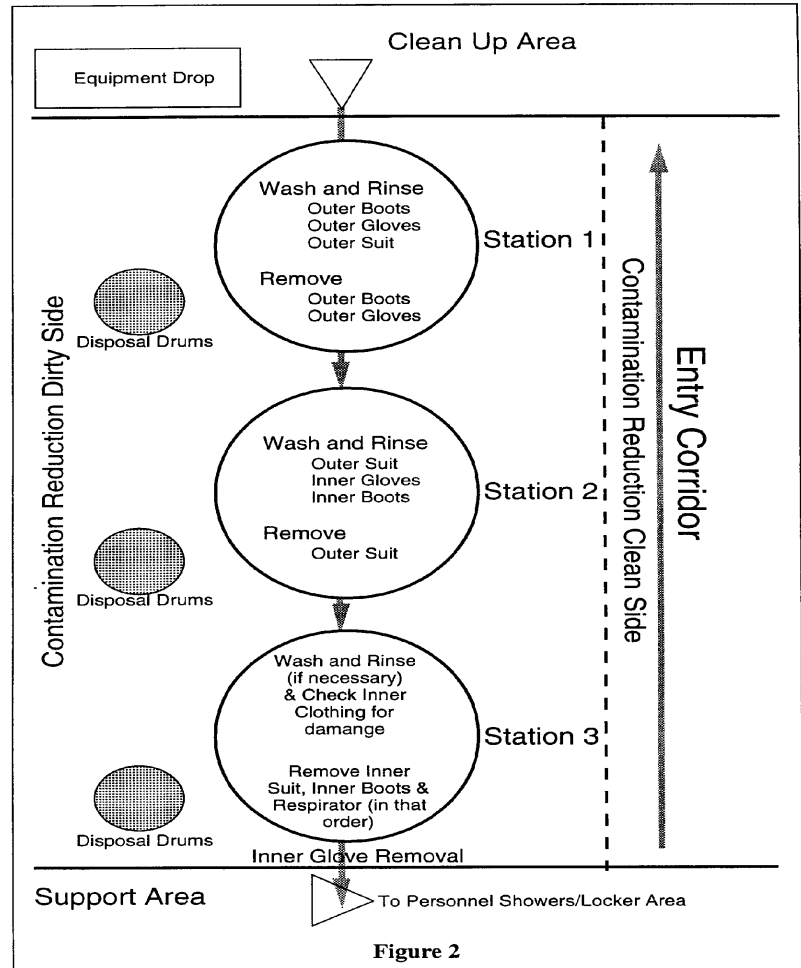 Clean Up Area
Equipment Drop
Wash and Rinse
Outer Boots
Outer Gloves
Outer Suit
Remove
Outer Boots
Outer Gloves
Station 1
Disposal Drums
Wash and Rinse
Outer Suit
Inner Gloves
Inner Boots
Remove
Outer Suit
Station 2
Disposal Drums
Wash and Rinse
(if necessary)
& Check Inner
Clothing for
damange
Remove Inner
Suit, Inner Boots &
Respirator (in that
order)
Station 3
Disposal Drums
Inner Glove Removal
Contamination Reduction Dirty Side
Contamination Reduction Clean Side
Entry Corridor
Support Area
To Personnel Showers/Locker Area
Figure 2